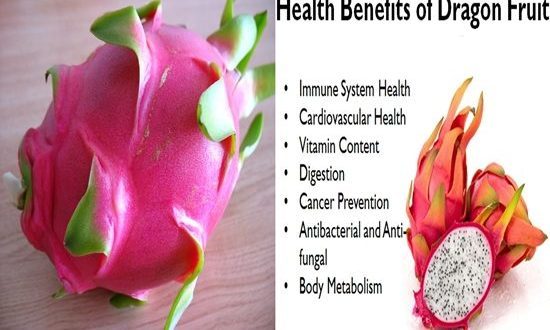 Health Benefits of Dragon Fruit
• Immune System Health
• Cardiovascular Health
• Vitamin Content
• Digestion
• Cancer Prevention
• Antibacterial and Anti-
fungal
• Body Metabolism